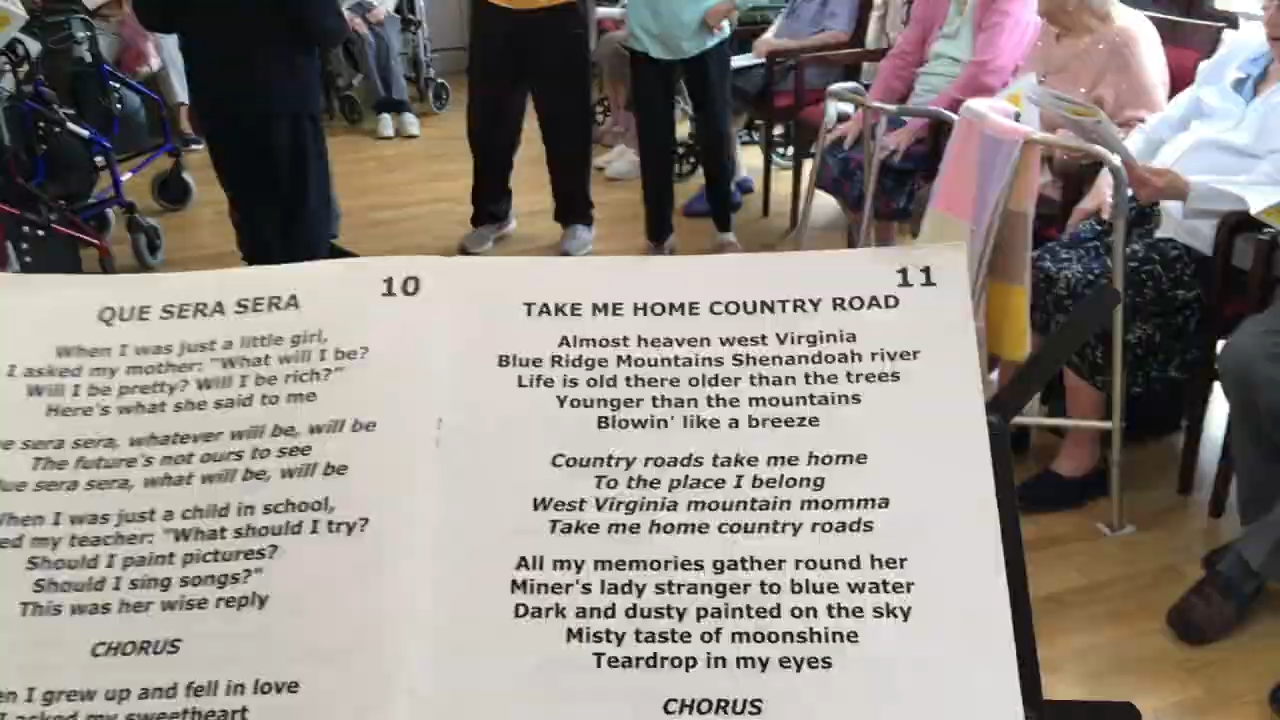 10
QUE SERA SERA
When I was just a little girl,
I asked my mother: "What will I be?
Will I be pretty? Will I be rich?"
Here's what she said to me
sera sera, whatever will be, will be
The future's not ours to see
sera sera, what will be, will be
When I was just a child in school,
my teacher: "What should I try?
Should I paint pictures?
Should I sing songs?"
This was her wise reply
CHORUS
I grew up and fell in love
I asked my sweetheart
11
TAKE ME HOME COUNTRY ROAD
Almost heaven west Virginia
Blue Ridge Mountains Shenandoah river
Life is old there older than the trees
Younger than the mountains
Blowin' like a breeze
Country roads take me home
To the place I belong
West Virginia mountain momma
Take me home country roads
All my memories gather round her
Miner's lady stranger to blue water
Dark and dusty painted on the sky
Misty taste of moonshine
Teardrop in my eyes
CHORUS